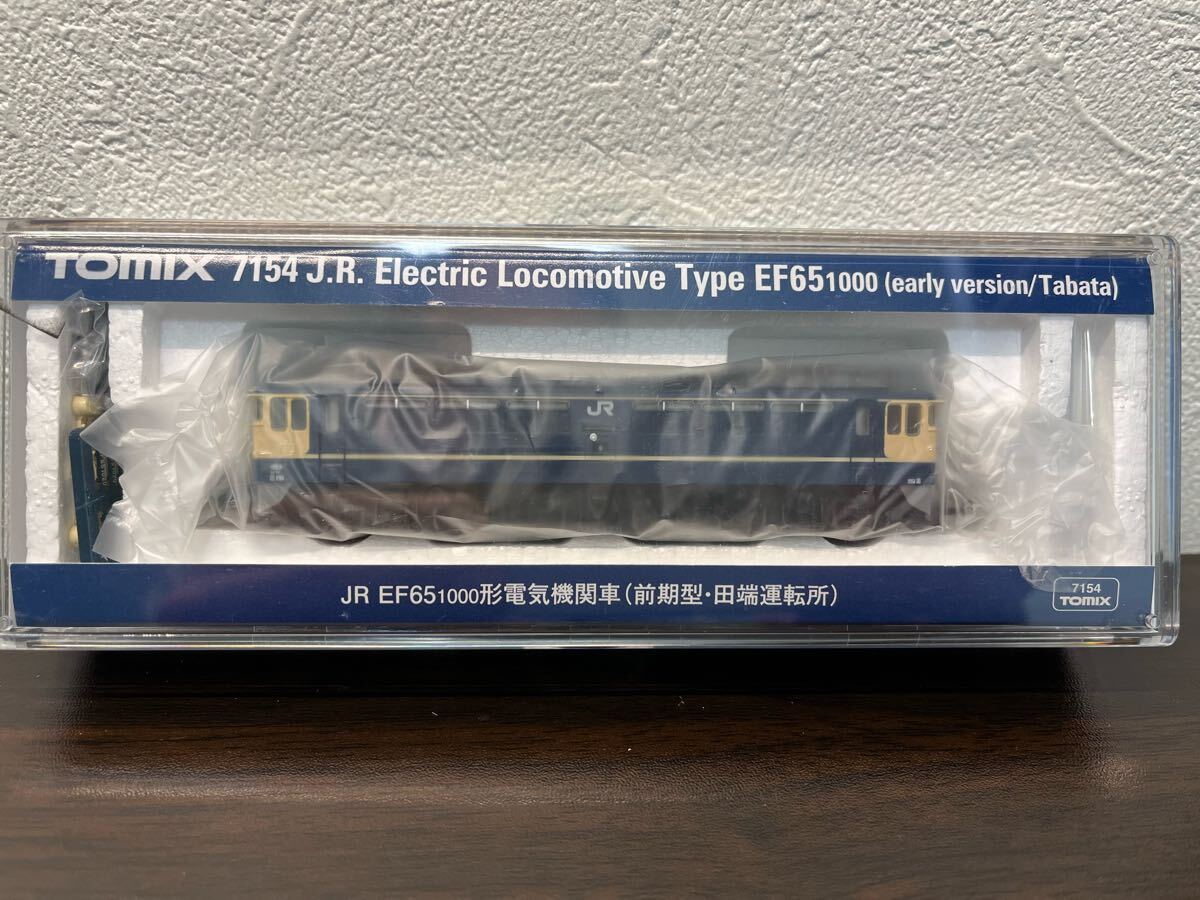 TOMIX 7154 J.R. Electric Locomotive Type EF651000 (early version/Tabata)
JR
JR EF651000形電気機関車(前期型・田端運転所)
7154
TOMIX